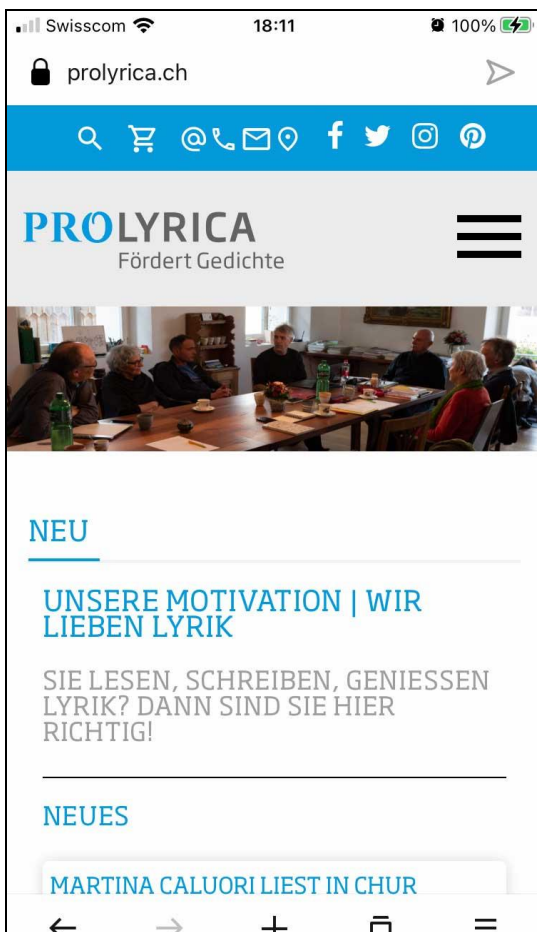 Swisscom 18:11 100%
prolyrica.ch
PROLYRICA
Fördert Gedichte
NEU
UNSERE MOTIVATION | WIR
LIEBEN LYRIK
SIE LESEN, SCHREIBEN, GENIESSEN
LYRIK? DANN SIND SIE HIER
RICHTIG!
NEUES
MARTINA CALUORI LIEST IN CHUR